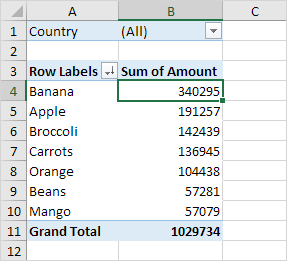 A B C
1 Country (All)
2
3 Row Labels Sum of Amount
4 Banana 340295
5 Apple 191257
6 Broccoli 142439
7 Carrots 136945
8 Orange 104438
9 Beans 57281
10 Mango 57079
11 Grand Total 1029734
12